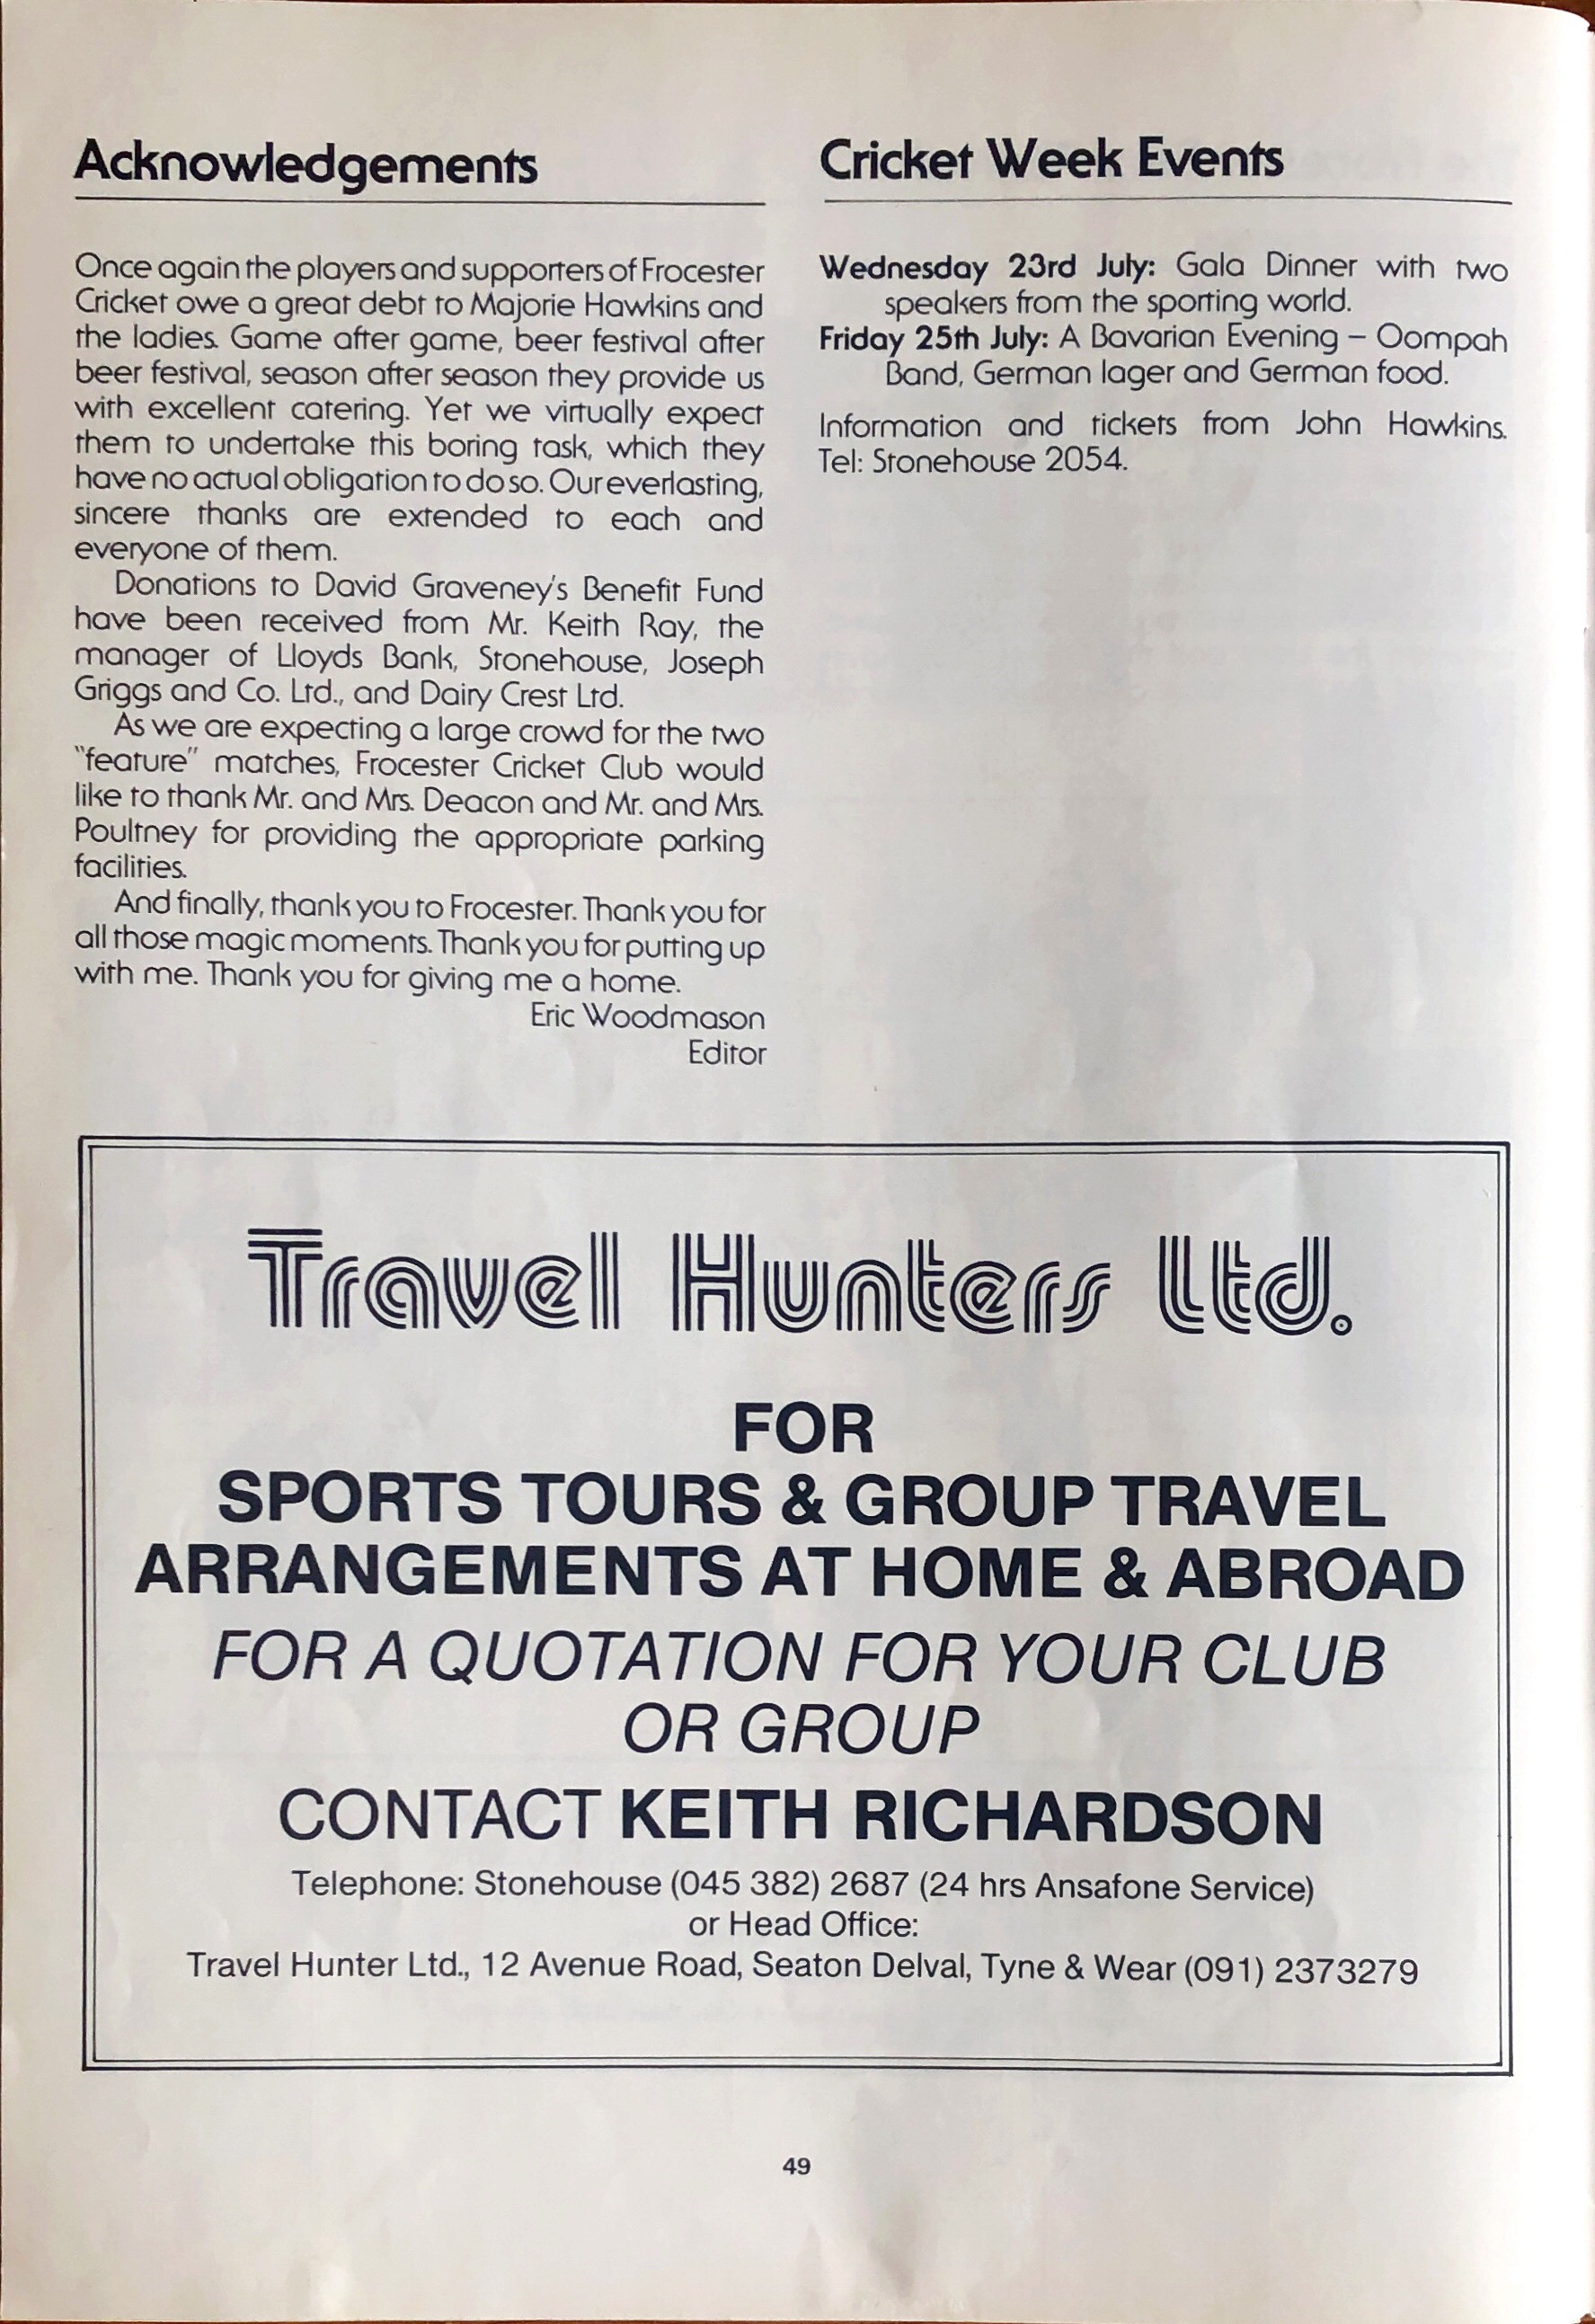 Acknowledgements
Once again the players and supporters of Frocester
Cricket owe a great debt to Majorie Hawkins and
the ladies. Game after game, beer festival after
beer festival, season after season they provide us
with excellent catering. Yet we virtually expect
them to undertake this boring task, which they
have no actual obligation to do so. Our everlasting,
sincere thanks are extended to each and
everyone of them.
Donations to David Graveney's Benefit Fund
have been received from Mr. Keith Ray, the
manager of Lloyds Bank, Stonehouse, Joseph
Griggs and Co. Ltd., and Dairy Crest Ltd.
As we are expecting a large crowd for the two
"feature" matches, Frocester Cricket Club would
like to thank Mr. and Mrs. Deacon and Mr. and Mrs.
Poultney for providing the appropriate parking
facilities.
And finally, thank you to Frocester. Thank you for
all those magic moments. Thank you for putting up
with me. Thank you for giving me a home.
Eric Woodmason
Editor
Cricket Week Events
Wednesday 23rd July: Gala Dinner with two
speakers from the sporting world.
Friday 25th July: A Bavarian Evening – Oompah
Band, German lager and German food.
Information and tickets from John Hawkins.
Tel: Stonehouse 2054.
Travel Hunters Ltd.
FOR
SPORTS TOURS & GROUP TRAVEL
ARRANGEMENTS AT HOME & ABROAD
FOR A QUOTATION FOR YOUR CLUB
OR GROUP
CONTACT KEITH RICHARDSON
Telephone: Stonehouse (045 382) 2687 (24 hrs Ansafone Service)
or Head Office:
Travel Hunter Ltd., 12 Avenue Road, Seaton Delval, Tyne & Wear (091) 2373279
49